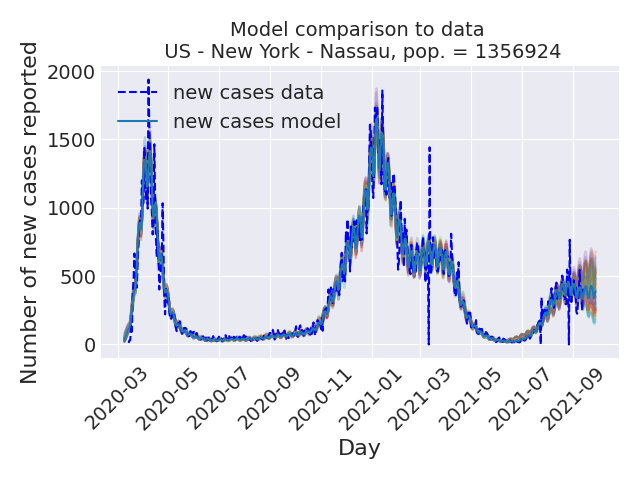 Model comparison to data
US - New York - Nassau, pop. = 1356924
Number of new cases reported
2000
1500
1000
500
0
new cases data
new cases model
2020-03
2020-05
2020-07
2020-09
2020-11
2021-01
2021-03
2021-05
2021-07
2021-09
Day